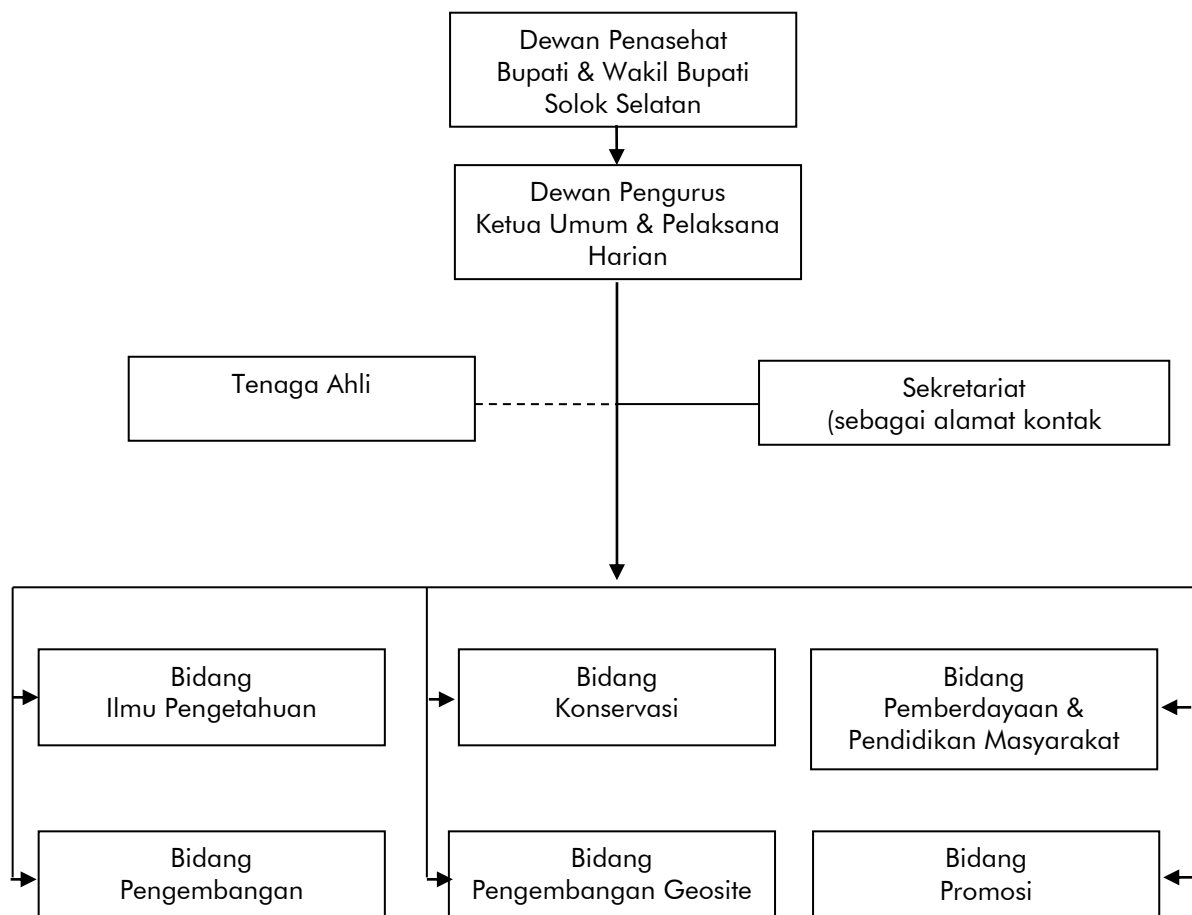 Dewan Penasehat
Bupati & Wakil Bupati
Solok Selatan
Dewan Pengurus
Ketua Umum & Pelaksana
Harian
Tenaga Ahli
Sekretariat
(sebagai alamat kontak
Bidang
Ilmu Pengetahuan
Bidang
Konservasi
Bidang
Pemberdayaan &
Pendidikan Masyarakat
Bidang
Pengembangan
Bidang
Pengembangan Geosite
Bidang
Promosi